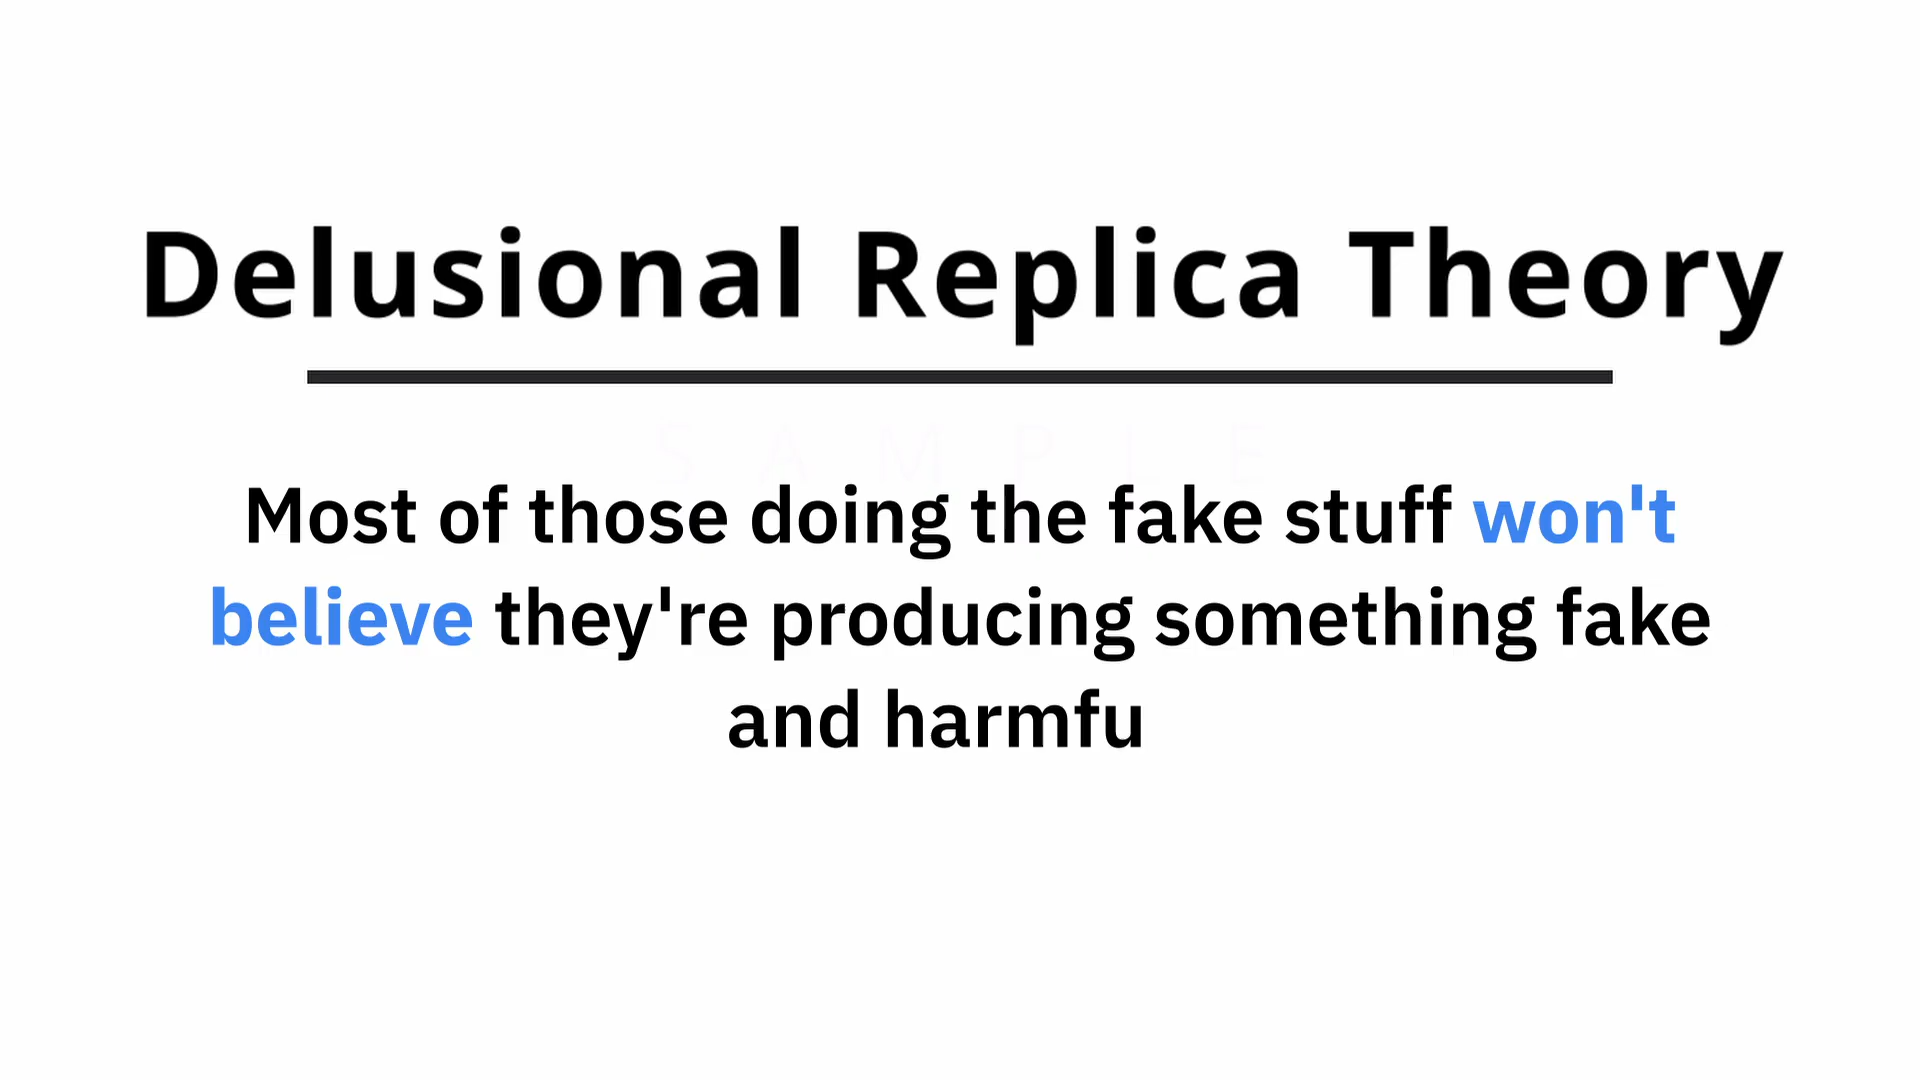 Delusional Replica Theory
SAMPLE
Most of those doing the fake stuff won't
believe they're producing something fake
and harmfu